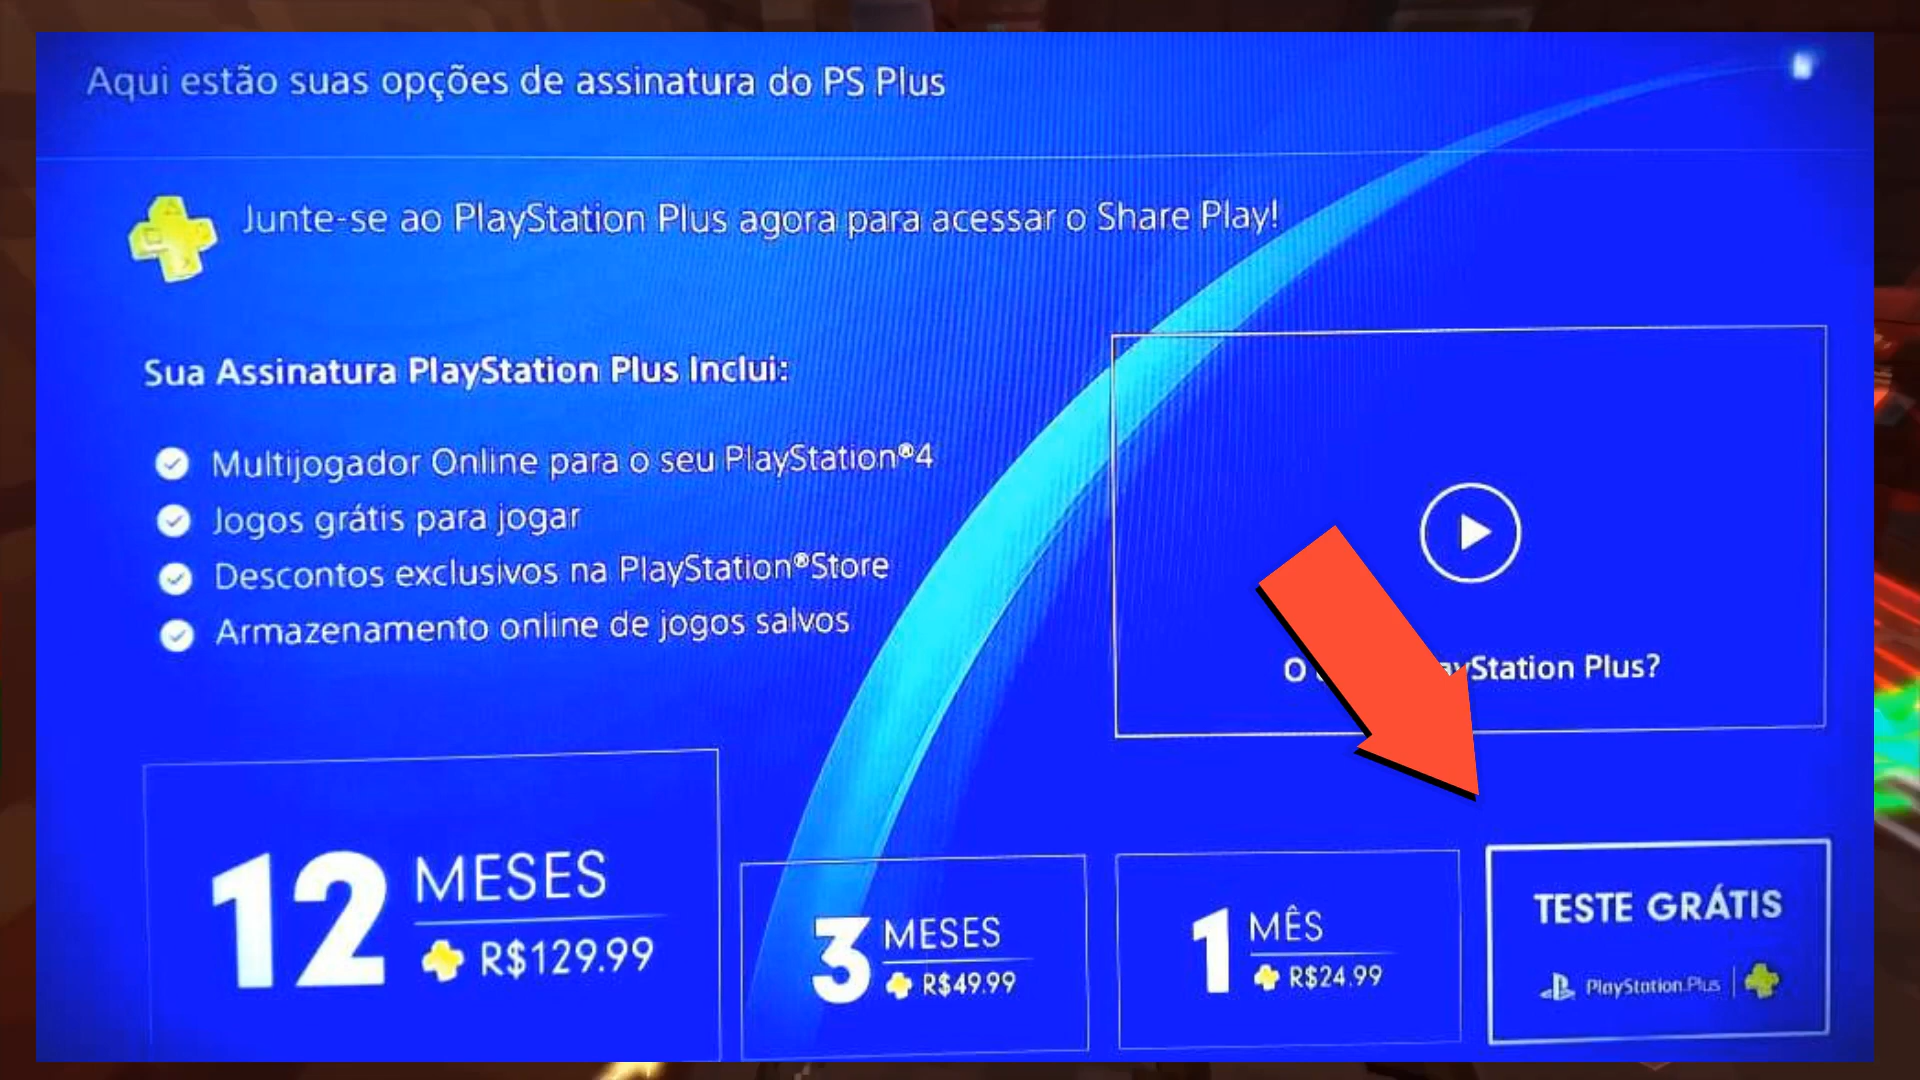 Aqui estão suas opções de assinatura do PS Plus
Junte-se ao PlayStation Plus agora para acessar o Share Play!
Sua Assinatura PlayStation Plus Inclui:
Multijogador Online para o seu PlayStation®4
Jogos grátis para jogar
Descontos exclusivos na PlayStation®Store
Armazenamento online de jogos salvos
O Station Plus?
12 MESES
R$129.99
3 MESES
R$49.99
1 MÊS
R$24.99
TESTE GRÁTIS
PlayStation Plus